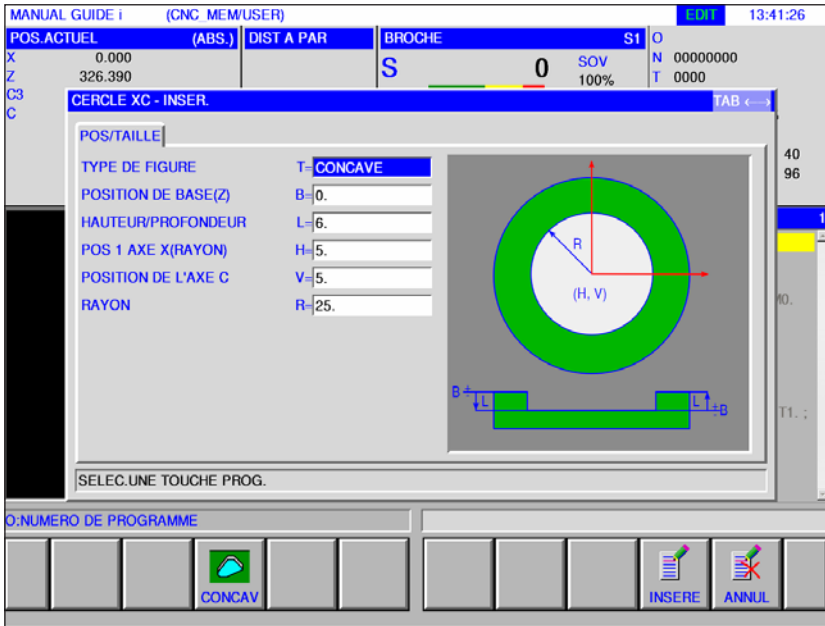 MANUAL GUIDE i (CNC_MEM/USER) EDIT 13:41:26
POS.ACTUEL (ABS.) DIST A PAR BROCHE S1 O
X 0.000 N 00000000
Z 326.390 S 0 SOV 100% T 0000
C3
C
CERCLE XC - INSER. TAB ←→
POS/TAILLE
TYPE DE FIGURE T=CONCAVE
POSITION DE BASE(Z) B=0.
HAUTEUR/PROFONDEUR L=6.
POS 1 AXE X(RAYON) H=5.
POSITION DE L'AXE C V=5.
RAYON R=25.
R
(H, V)
B L L B
40
96
1
M0.
T1. ;
SELEC.UNE TOUCHE PROG.
O:NUMERO DE PROGRAMME
CONCAV INSERE ANNUL